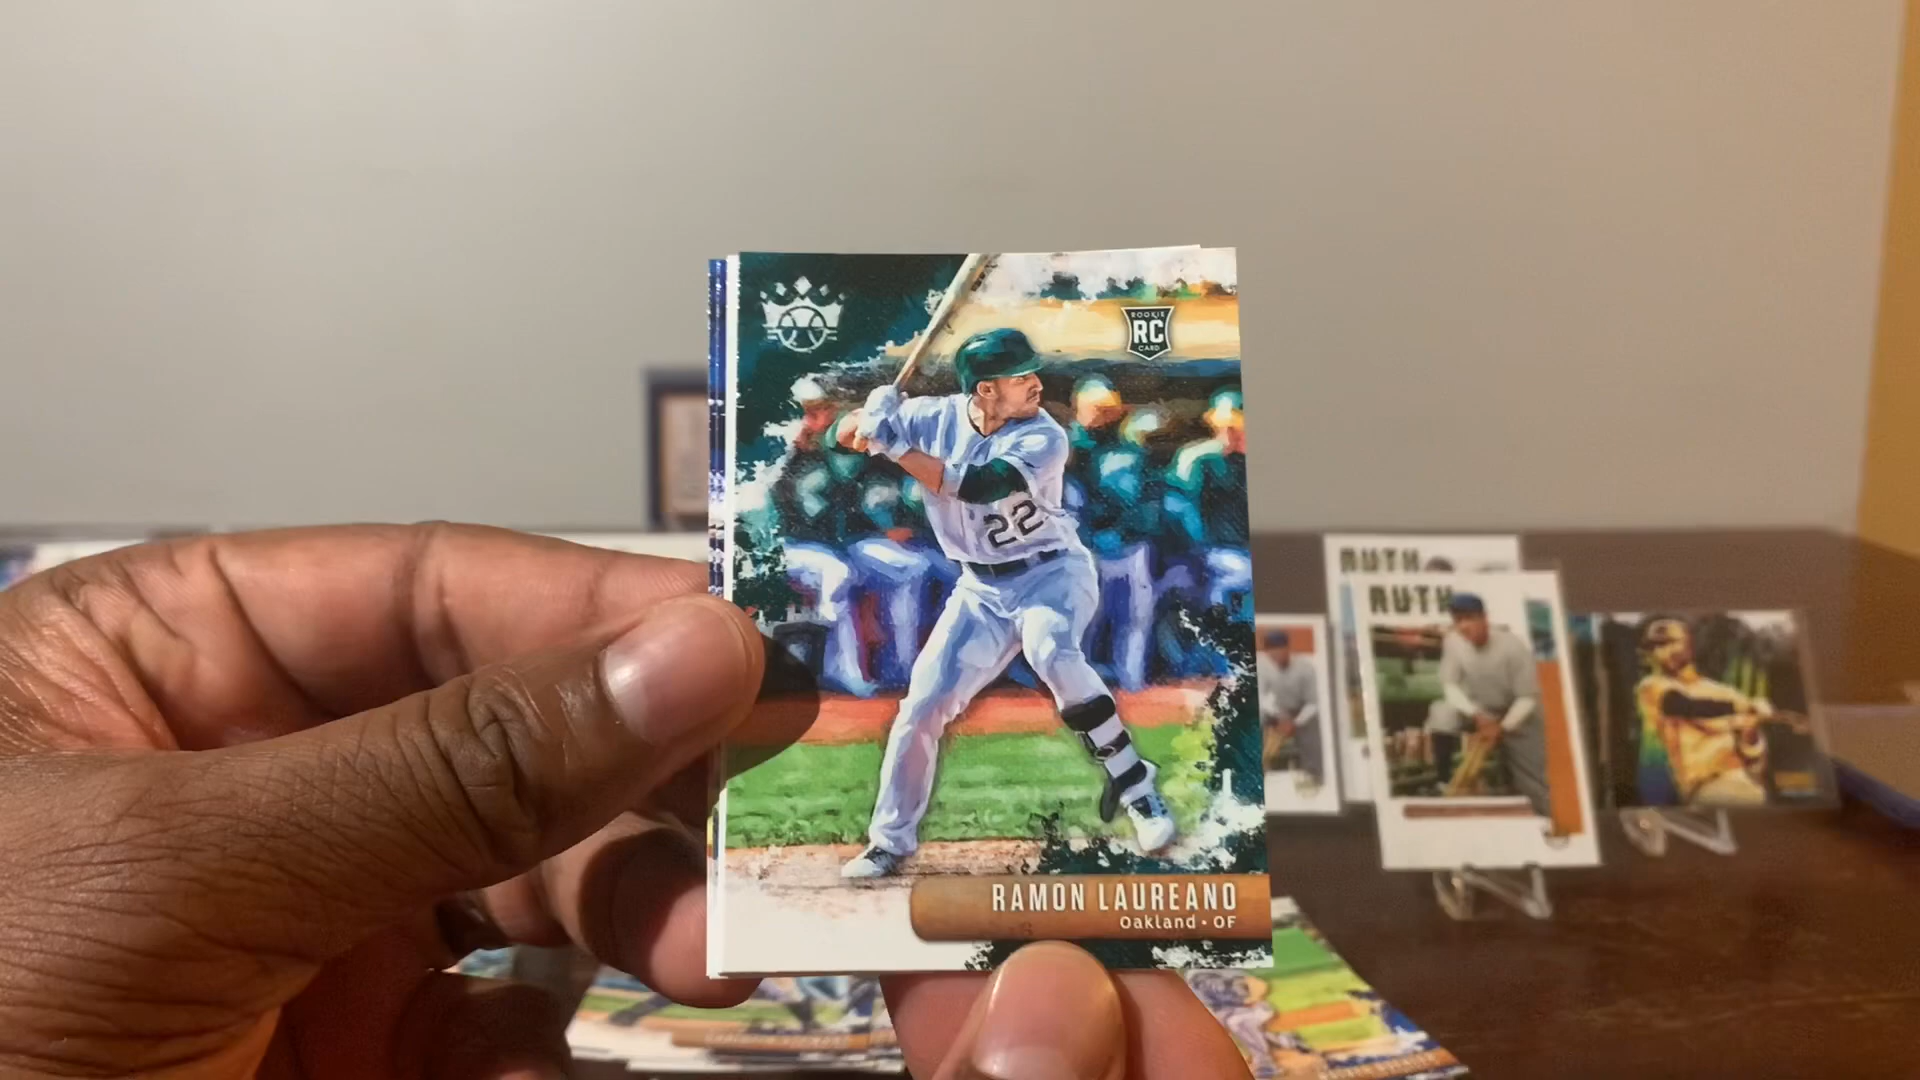 ROOKIE
RC
CARD
22
RAMON LAUREANO
Oakland • OF
RUTH
RUTH